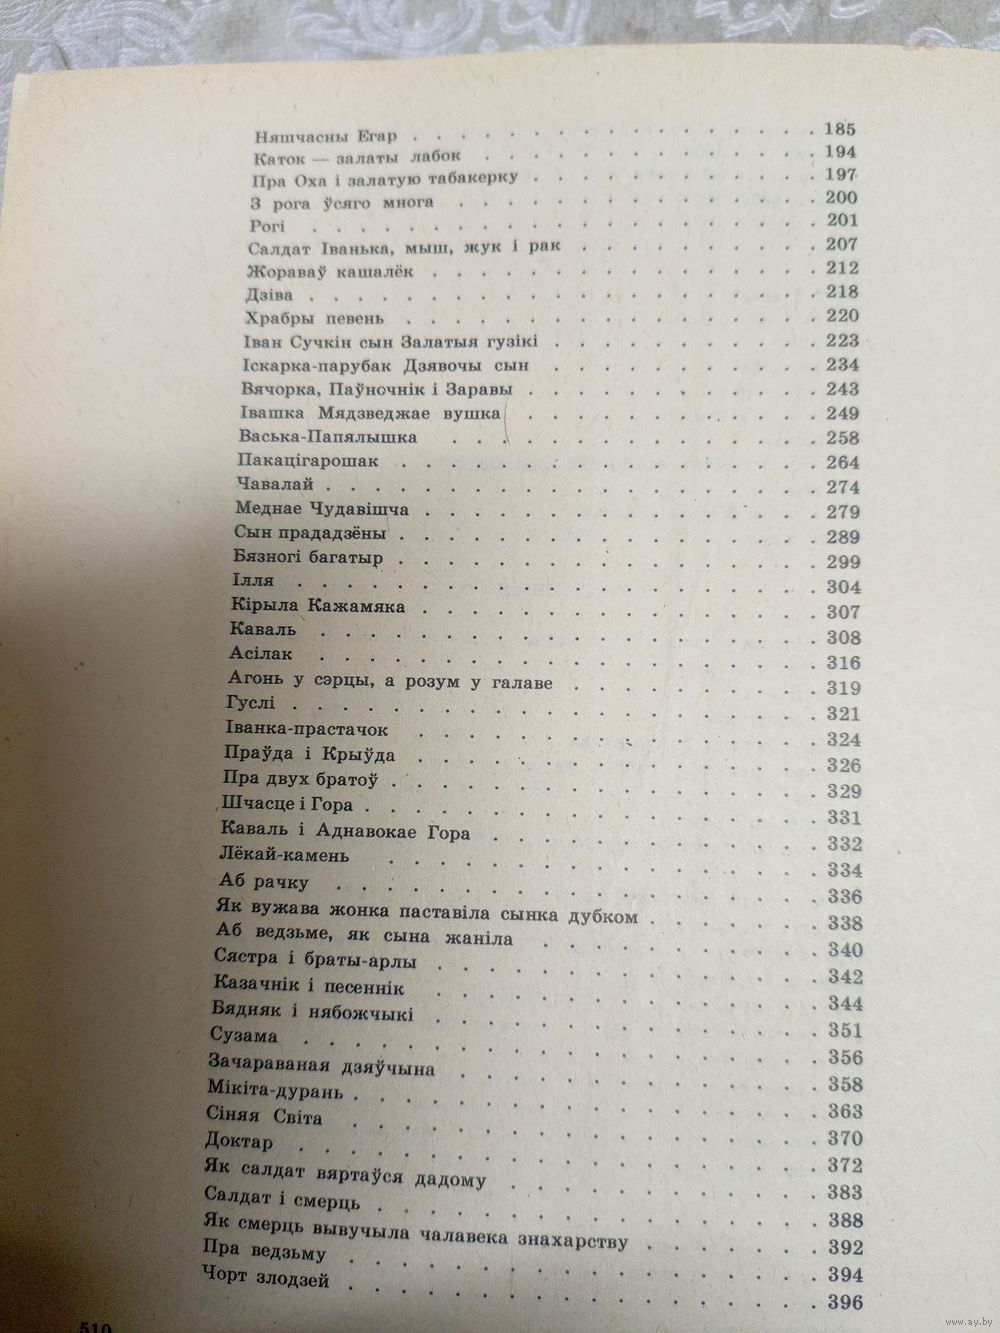 Няшчасны Егар . . . . . . . . . . . . . . . . 185
Каток — залаты лабок . . . . . . . . . . . . . . 194
Пра Оха і залатую табакерку . . . . . . . . . . . . 197
З рога ўсяго многа . . . . . . . . . . . . . . . 200
Рогі . . . . . . . . . . . . . . . . . . . . 201
Салдат Іванька, мыш, жук і рак . . . . . . . . . . . 207
Жораваў кашалёк . . . . . . . . . . . . . . . . 212
Дзіва . . . . . . . . . . . . . . . . . . . . 218
Храбры певень . . . . . . . . . . . . . . . . . 220
Іван Сучкін сын Залатыя гузікі . . . . . . . . . . . 223
Іскарка-парубак Дзявочы сын . . . . . . . . . . . . 234
Вячорка, Паўночнік і Заравы . . . . . . . . . . . . 243
Івашка Мядзведжае вушка . . . . . . . . . . . . . 249
Васька-Папялышка . . . . . . . . . . . . . . . . 258
Пакацігарошак . . . . . . . . . . . . . . . . . 264
Чавалай . . . . . . . . . . . . . . . . . . . 274
Меднае Чудавішча . . . . . . . . . . . . . . . . 279
Сын прададзёны . . . . . . . . . . . . . . . . . 289
Бязногі багатыр . . . . . . . . . . . . . . . . . 299
Ілля . . . . . . . . . . . . . . . . . . . . 304
Кірыла Кажамяка . . . . . . . . . . . . . . . . 307
Каваль . . . . . . . . . . . . . . . . . . . . 308
Асілак . . . . . . . . . . . . . . . . . . . . 316
Агонь у сэрцы, а розум у галаве . . . . . . . . . . . 319
Гуслі . . . . . . . . . . . . . . . . . . . . 321
Іванка-прастачок . . . . . . . . . . . . . . . . 324
Праўда і Крыўда . . . . . . . . . . . . . . . . 326
Пра двух братоў . . . . . . . . . . . . . . . . . 329
Шчасце і Гора . . . . . . . . . . . . . . . . . 331
Каваль і Аднавокае Гора . . . . . . . . . . . . . 332
Лёкай-камень . . . . . . . . . . . . . . . . . 334
Аб рачку . . . . . . . . . . . . . . . . . . . 336
Як вужава жонка паставіла сынка дубком . . . . . . . . 338
Аб ведзьме, як сына жаніла . . . . . . . . . . . . 340
Сястра і браты-арлы . . . . . . . . . . . . . . . 342
Казачнік і песеннік . . . . . . . . . . . . . . . 344
Бядняк і нябожчыкі . . . . . . . . . . . . . . . 351
Сузама . . . . . . . . . . . . . . . . . . . . 356
Зачараваная дзяўчына . . . . . . . . . . . . . . 358
Мікіта-дурань . . . . . . . . . . . . . . . . . 363
Сіняя Світа . . . . . . . . . . . . . . . . . . 370
Доктар . . . . . . . . . . . . . . . . . . . . 372
Як салдат вяртаўся дадому . . . . . . . . . . . . . 383
Салдат і смерць . . . . . . . . . . . . . . . . . 388
Як смерць вывучыла чалавека знахарству . . . . . . . . 392
Пра ведзьму . . . . . . . . . . . . . . . . . . 394
Чорт злодзей . . . . . . . . . . . . . . . . . . 396
510
www.ay.by